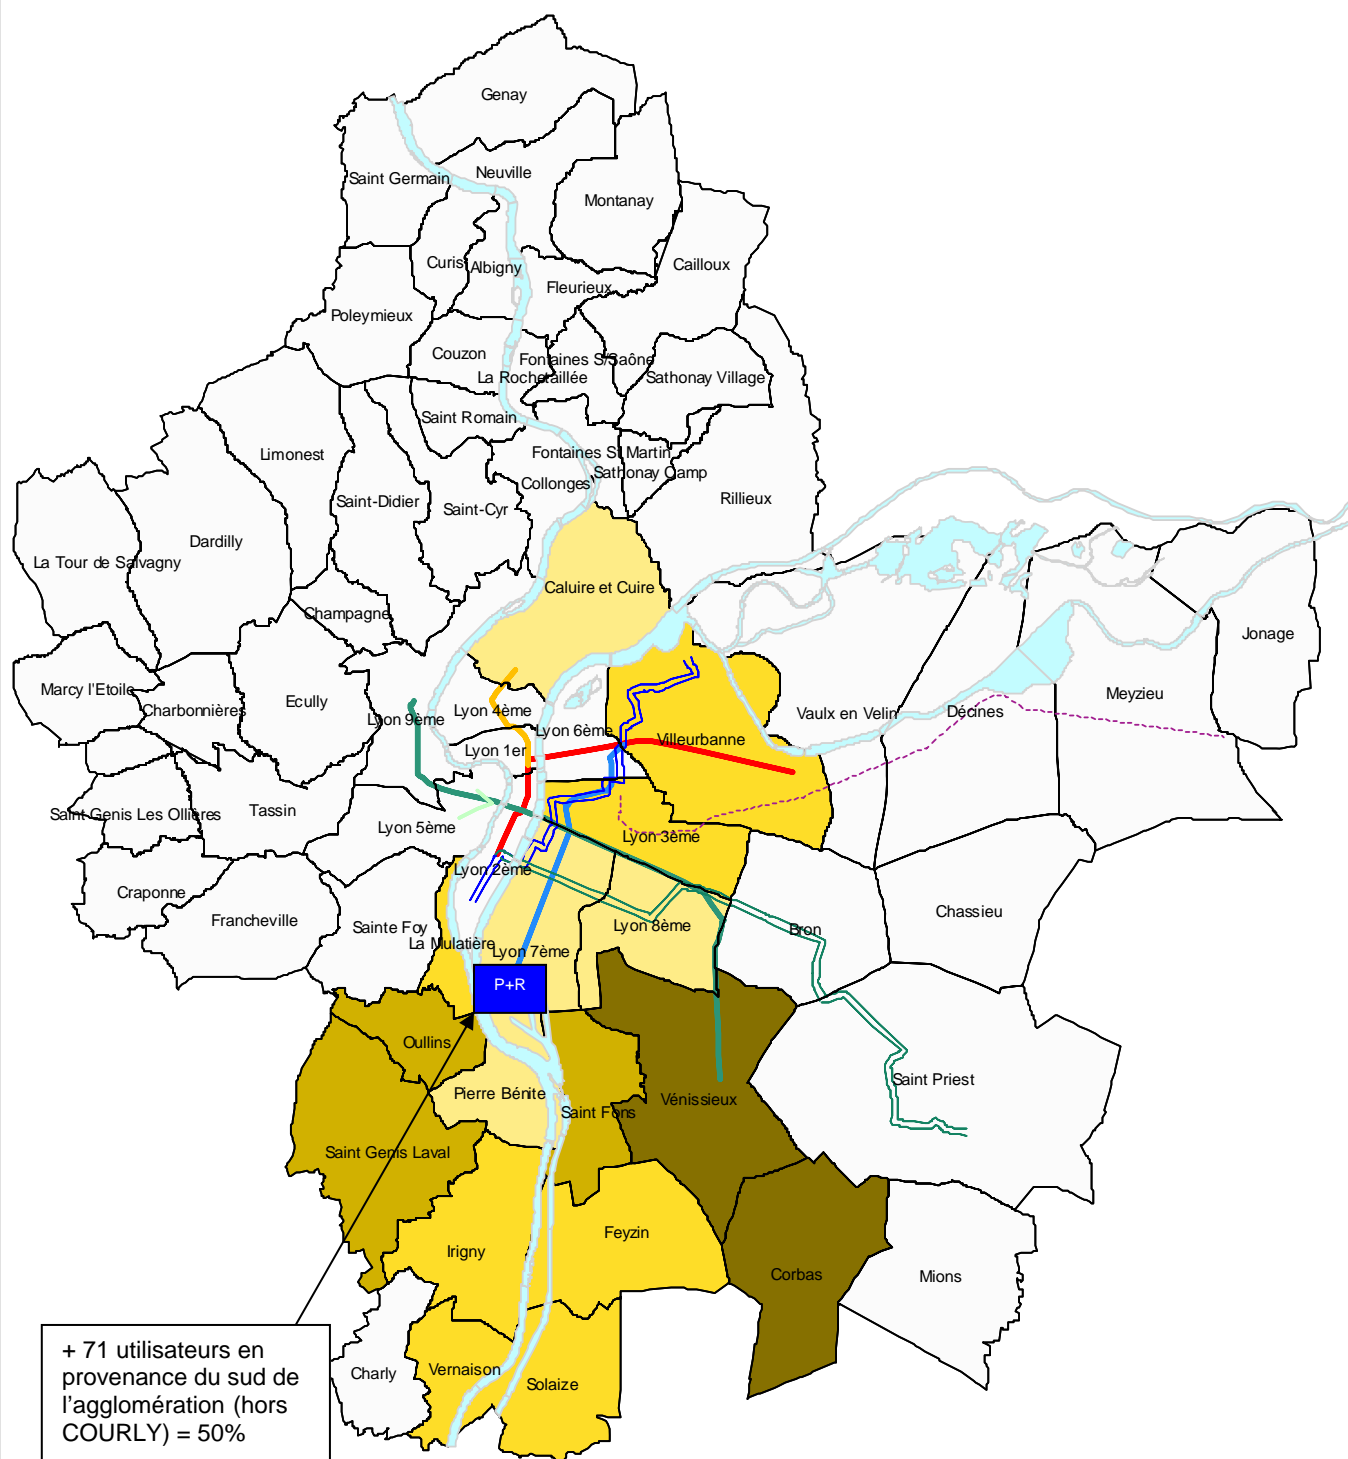 Genay
Neuville
Saint Germain
Montanay
Curis
Albigny
Cailloux
Fleurieux
Poleymieux
Couzon
Fontaines S/Saône
La Rochetaillée
Sathonay Village
Saint Romain
Limonest
Fontaines St Martin
Sathonay Camp
Collonges
Rillieux
Saint-Didier
Saint-Cyr
Dardilly
La Tour de Salvagny
Caluire et Cuire
Champagne
Jonage
Marcy l'Etoile
Ecully
Meyzieu
Charbonnières
Lyon 4ème
Vaulx en Velin
Décines
Lyon 9ème
Lyon 6ème
Villeurbanne
Lyon 1er
Tassin
Saint Genis Les Ollières
Lyon 5ème
Lyon 3ème
Lyon 2ème
Craponne
Chassieu
Francheville
Sainte Foy
Lyon 8ème
Bron
La Mulatière
Lyon 7ème
P+R
Oullins
Saint Priest
Pierre Bénite
Vénissieux
Saint Fons
Saint Genis Laval
Feyzin
Irigny
Corbas
Mions
Charly
Vernaison
Solaize
+ 71 utilisateurs en
provenance du sud de
l'agglomération (hors
COURLY) = 50%